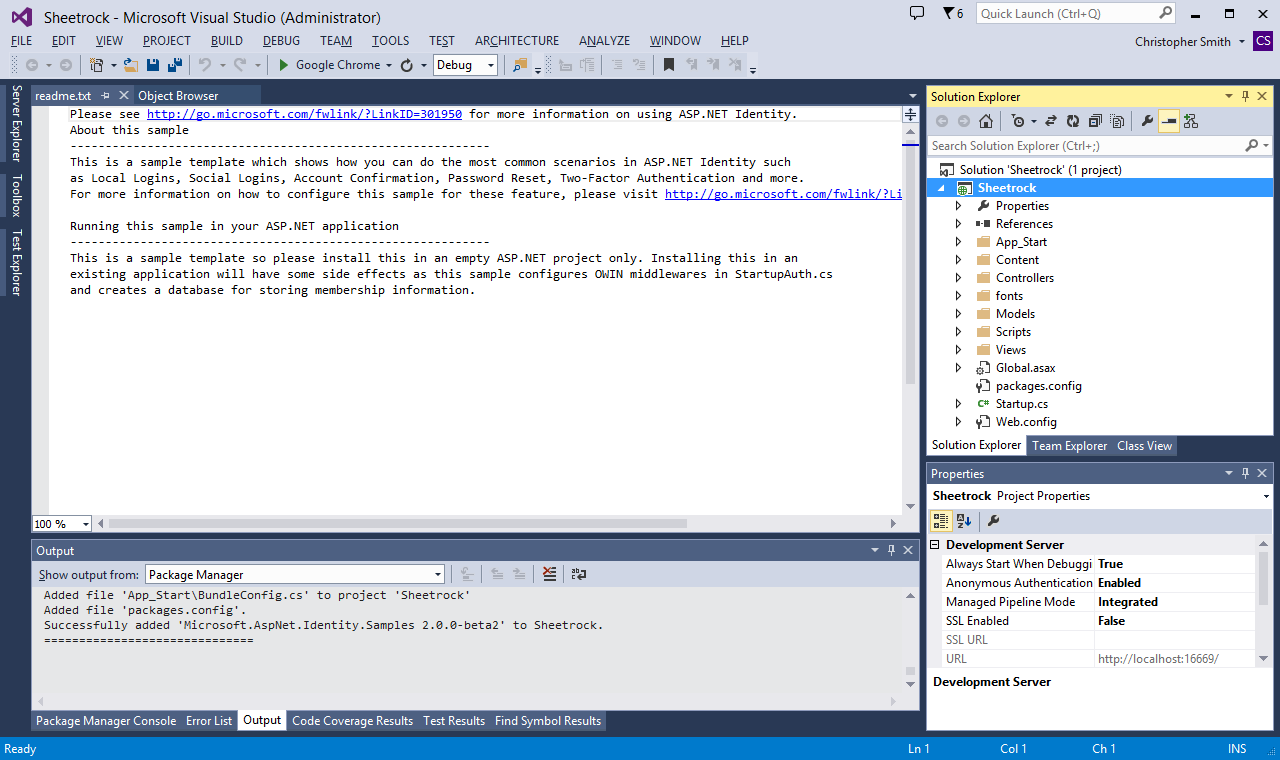 Sheetrock - Microsoft Visual Studio (Administrator)
6
Quick Launch (Ctrl+Q)
FILE EDIT VIEW PROJECT BUILD DEBUG TEAM TOOLS TEST ARCHITECTURE ANALYZE WINDOW HELP
Christopher Smith
CS
Google Chrome
Debug
Server Explorer
Toolbox
Test Explorer
readme.txt
Object Browser
Please see http://go.microsoft.com/fwlink/?LinkID=301950 for more information on using ASP.NET Identity.
About this sample
------------------------------------------------------------
This is a sample template which shows how you can do the most common scenarios in ASP.NET Identity such
as Local Logins, Social Logins, Account Confirmation, Password Reset, Two-Factor Authentication and more.
For more information on how to configure this sample for these feature, please visit http://go.microsoft.com/fwlink/?Li
Running this sample in your ASP.NET application
------------------------------------------------------------
This is a sample template so please install this in an empty ASP.NET project only. Installing this in an
existing application will have some side effects as this sample configures OWIN middlewares in StartupAuth.cs
and creates a database for storing membership information.
100 %
Output
Show output from: Package Manager
Added file 'App_Start\BundleConfig.cs' to project 'Sheetrock'
Added file 'packages.config'.
Successfully added 'Microsoft.AspNet.Identity.Samples 2.0.0-beta2' to Sheetrock.
==============================
Package Manager Console Error List Output Code Coverage Results Test Results Find Symbol Results
Solution Explorer
Search Solution Explorer (Ctrl+;)
Solution 'Sheetrock' (1 project)
Sheetrock
Properties
References
App_Start
Content
Controllers
fonts
Models
Scripts
Views
Global.asax
packages.config
C# Startup.cs
Web.config
Solution Explorer Team Explorer Class View
Properties
Sheetrock Project Properties
Development Server
Always Start When Debuggi True
Anonymous Authentication Enabled
Managed Pipeline Mode Integrated
SSL Enabled False
SSL URL
URL http://localhost:16669/
Development Server
Ready
Ln 1
Col 1
Ch 1
INS